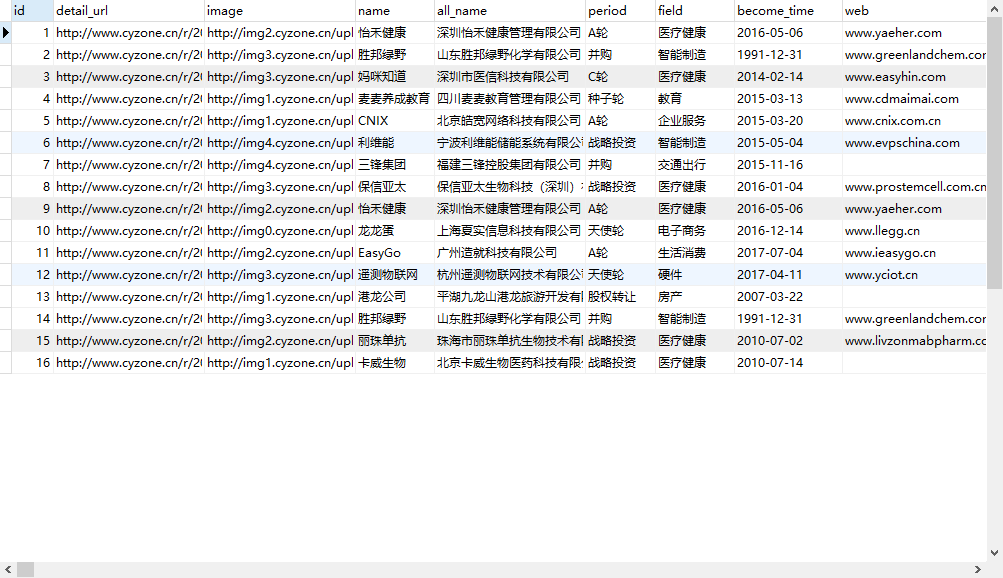 id detail_url image name all_name period field become_time web
1 http://www.cyzone.cn/r/20 http://img2.cyzone.cn/upl 怡禾健康 深圳怡禾健康管理有限公司 A轮 医疗健康 2016-05-06 www.yaeher.com
2 http://www.cyzone.cn/r/20 http://img3.cyzone.cn/upl 胜邦绿野 山东胜邦绿野化学有限公司 并购 智能制造 1991-12-31 www.greenlandchem.cor
3 http://www.cyzone.cn/r/20 http://img3.cyzone.cn/upl 妈咪知道 深圳市医信科技有限公司 C轮 医疗健康 2014-02-14 www.easyhin.com
4 http://www.cyzone.cn/r/20 http://img1.cyzone.cn/upl 麦麦养成教育 四川麦麦教育管理有限公司 种子轮 教育 2015-03-13 www.cdmaimai.com
5 http://www.cyzone.cn/r/20 http://img1.cyzone.cn/upl CNIX 北京皓宽网络科技有限公司 A轮 企业服务 2015-03-20 www.cnix.com.cn
6 http://www.cyzone.cn/r/20 http://img4.cyzone.cn/upl 利维能 宁波利维能储能系统有限公 战略投资 智能制造 2015-05-04 www.evpschina.com
7 http://www.cyzone.cn/r/20 http://img1.cyzone.cn/upl 三锋集团 福建三锋控股集团有限公司 并购 交通出行 2015-11-16
8 http://www.cyzone.cn/r/20 http://img3.cyzone.cn/upl 保信亚太 保信亚太生物科技（深圳） 战略投资 医疗健康 2016-01-04 www.prostemcell.com.cn
9 http://www.cyzone.cn/r/20 http://img2.cyzone.cn/upl 怡禾健康 深圳怡禾健康管理有限公司 A轮 医疗健康 2016-05-06 www.yaeher.com
10 http://www.cyzone.cn/r/20 http://img0.cyzone.cn/upl 龙龙蛋 上海夏实信息科技有限公司 天使轮 电子商务 2016-12-14 www.llegg.cn
11 http://www.cyzone.cn/r/20 http://img2.cyzone.cn/upl EasyGo 广州造就科技有限公司 A轮 生活消费 2017-07-04 www.ieasygo.cn
12 http://www.cyzone.cn/r/20 http://img3.cyzone.cn/upl 遥测物联网 杭州遥测物联网技术有限公 天使轮 硬件 2017-04-11 www.yciot.cn
13 http://www.cyzone.cn/r/20 http://img1.cyzone.cn/upl 港龙公司 平湖九龙山港龙旅游开发有 股权转让 房产 2007-03-22
14 http://www.cyzone.cn/r/20 http://img3.cyzone.cn/upl 胜邦绿野 山东胜邦绿野化学有限公司 并购 智能制造 1991-12-31 www.greenlandchem.cor
15 http://www.cyzone.cn/r/20 http://img2.cyzone.cn/upl 丽珠单抗 珠海市丽珠单抗生物技术有 战略投资 医疗健康 2010-07-02 www.livzonmabpharm.cc
16 http://www.cyzone.cn/r/20 http://img1.cyzone.cn/upl 卡威生物 北京卡威生物医药科技有限 战略投资 医疗健康 2010-07-14